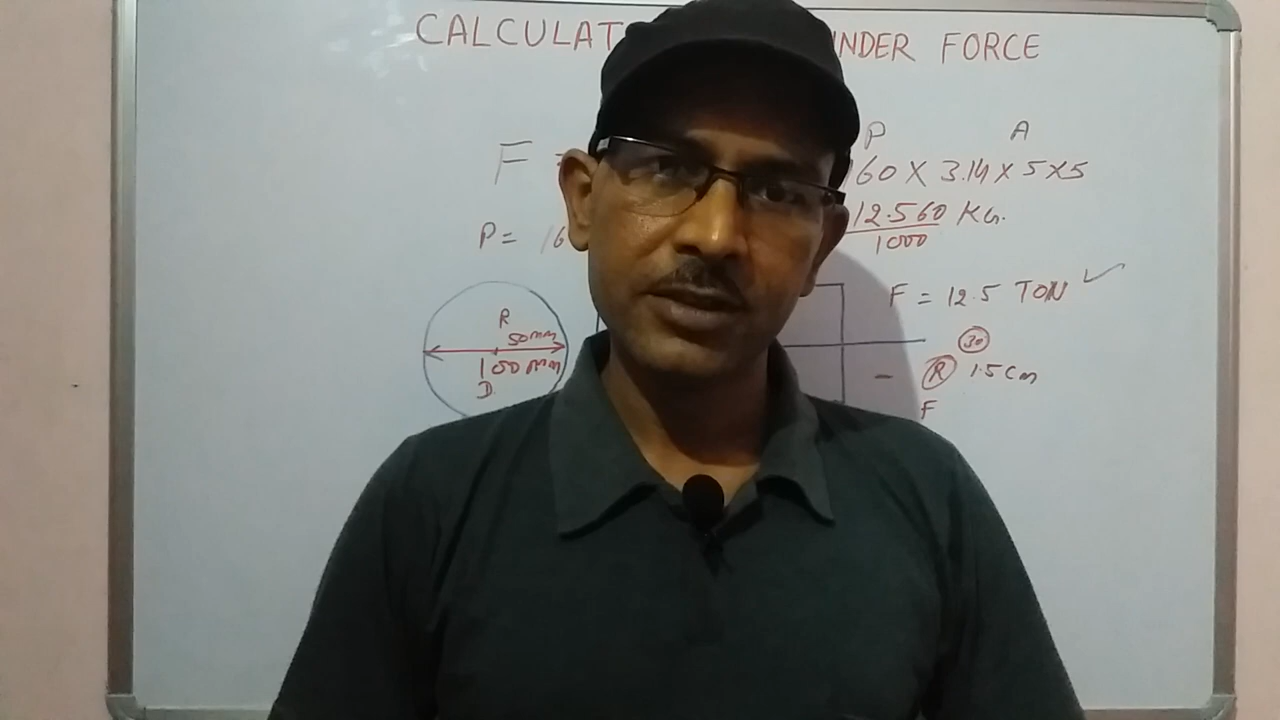 CALCULAT NDER FORCE
P A
F = 160 X 3.14 X 5 X 5
P = 16 12.560 KG.
1000
F = 12.5 TON ✓
R
50mm
30
100 mm - R 1.5 Cm
D
F